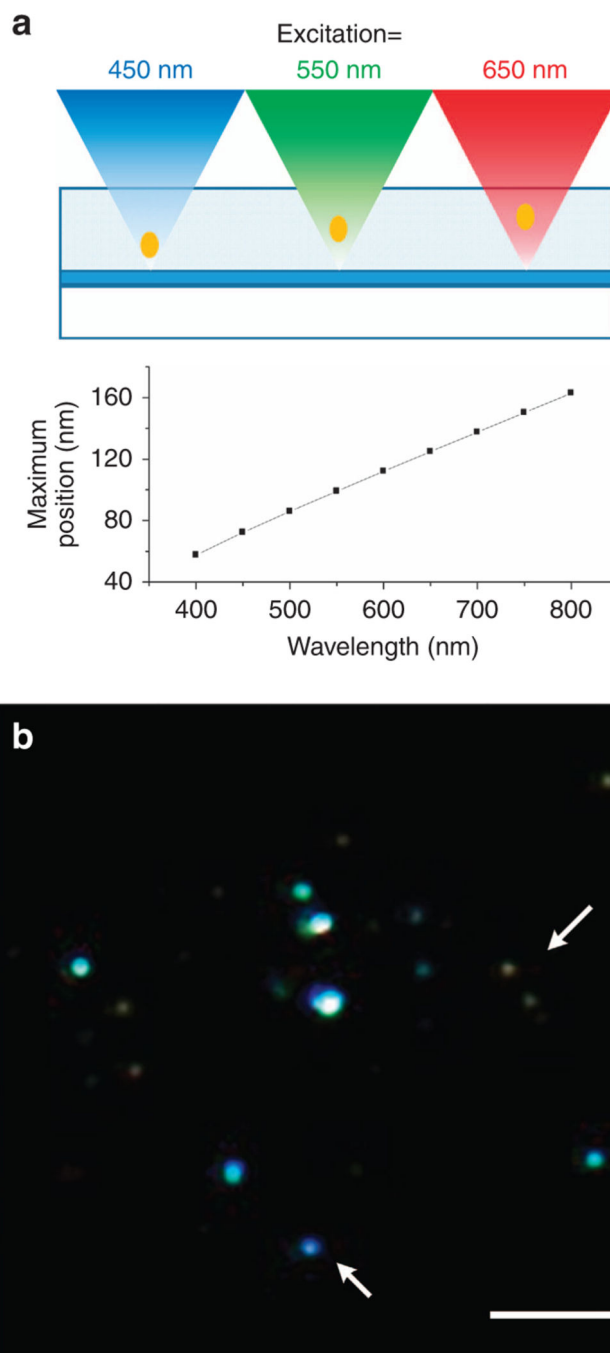 a
Excitation=
450 nm
550 nm
650 nm
Maximum
position (nm)
160
120
80
40
400
500
600
700
800
Wavelength (nm)
b